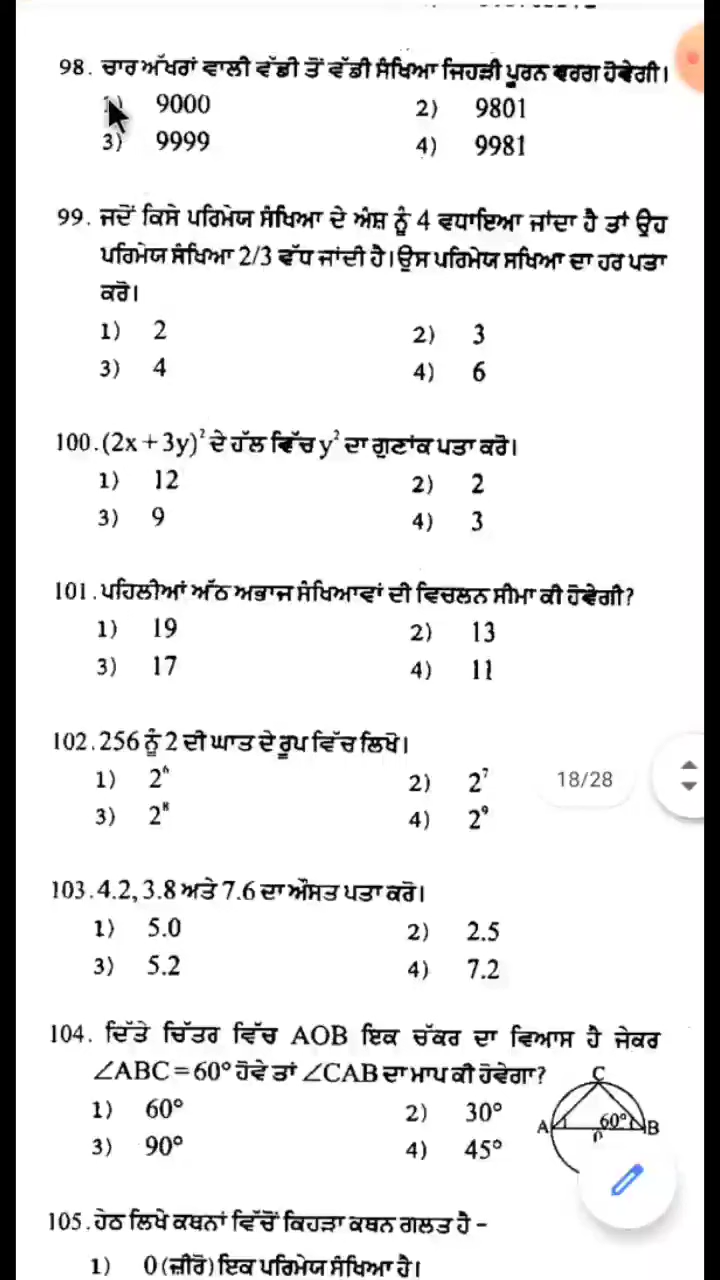 98. ਚਾਰ ਅੱਖਰਾਂ ਵਾਲੀ ਵੱਡੀ ਤੋਂ ਵੱਡੀ ਸੰਖਿਆ ਜਿਹੜੀ ਪੂਰਨ ਵਰਗ ਹੋਵੇਗੀ।
9000 2) 9801
3) 9999 4) 9981
99. ਜਦੋਂ ਕਿਸੇ ਪਰਿਮੇਯ ਸੰਖਿਆ ਦੇ ਅੰਸ਼ ਨੂੰ 4 ਵਧਾਇਆ ਜਾਂਦਾ ਹੈ ਤਾਂ ਉਹ
ਪਰਿਮੇਯ ਸੰਖਿਆ 2/3 ਵੱਧ ਜਾਂਦੀ ਹੈ। ਉਸ ਪਰਿਮੇਯ ਸਖਿਆ ਦਾ ਹਰ ਪਤਾ
ਕਰੋ।
1) 2 2) 3
3) 4 4) 6
100. (2x + 3y)² ਦੇ ਹੱਲ ਵਿੱਚ y² ਦਾ ਗੁਣਾਂਕ ਪਤਾ ਕਰੋ।
1) 12 2) 2
3) 9 4) 3
101. ਪਹਿਲੀਆਂ ਅੱਠ ਅਭਾਜ ਸੰਖਿਆਵਾਂ ਦੀ ਵਿਚਲਨ ਸੀਮਾ ਕੀ ਹੋਵੇਗੀ?
1) 19 2) 13
3) 17 4) 11
102. 256 ਨੂੰ 2 ਦੀ ਘਾਤ ਦੇ ਰੂਪ ਵਿੱਚ ਲਿਖੋ।
1) 2⁶ 2) 2⁷ 18/28
3) 2⁸ 4) 2⁹
103. 4.2, 3.8 ਅਤੇ 7.6 ਦਾ ਔਸਤ ਪਤਾ ਕਰੋ।
1) 5.0 2) 2.5
3) 5.2 4) 7.2
104. ਦਿੱਤੇ ਚਿੱਤਰ ਵਿੱਚ AOB ਇਕ ਚੱਕਰ ਦਾ ਵਿਆਸ ਹੈ ਜੇਕਰ
∠ABC = 60° ਹੋਵੇ ਤਾਂ ∠CAB ਦਾ ਮਾਪ ਕੀ ਹੋਵੇਗਾ? C
1) 60° 2) 30° A 60° B
3) 90° 4) 45°
105. ਹੇਠ ਲਿਖੇ ਕਥਨਾਂ ਵਿੱਚੋਂ ਕਿਹੜਾ ਕਥਨ ਗਲਤ ਹੈ -
1) 0 (ਜ਼ੀਰੋ) ਇਕ ਪਰਿਮੇਯ ਸੰਖਿਆ ਹੈ।